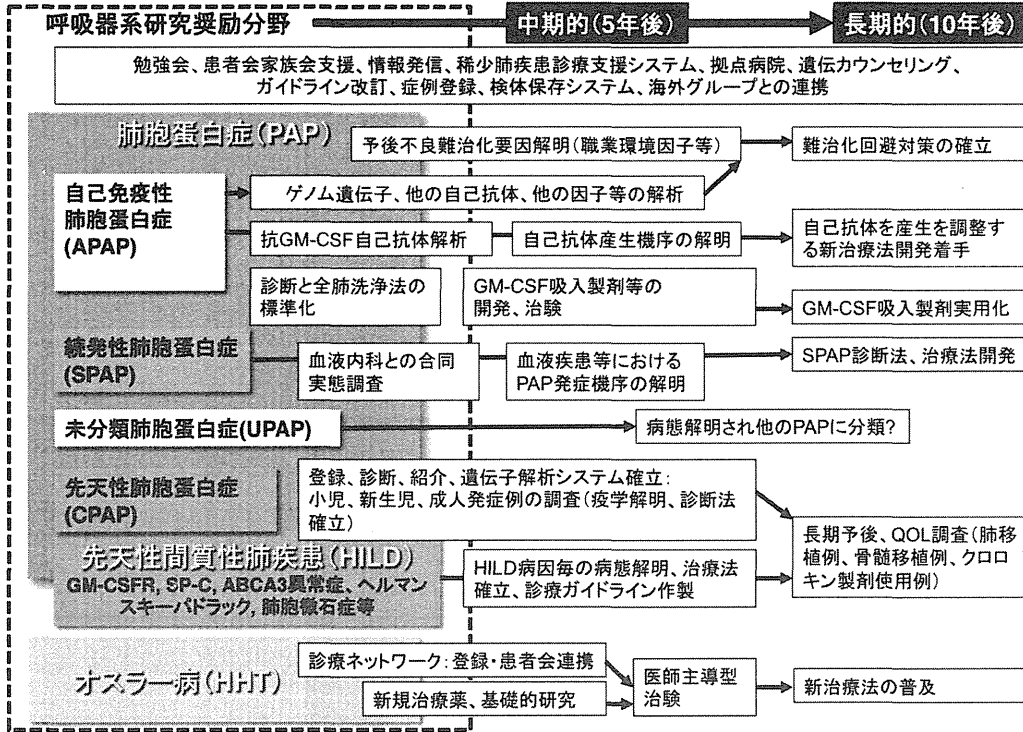 呼吸器系研究奨励分野
中期的(5年後)
長期的(10年後)
勉強会、患者会家族会支援、情報発信、稀少肺疾患診療支援システム、拠点病院、遺伝カウンセリング、
ガイドライン改訂、症例登録、検体保存システム、海外グループとの連携
肺胞蛋白症(PAP)
予後不良難治化要因解明(職業環境因子等)
難治化回避対策の確立
自己免疫性
肺胞蛋白症
(APAP)
ゲノム遺伝子、他の自己抗体、他の因子等の解析
抗GM-CSF自己抗体解析
自己抗体産生機序の解明
自己抗体を産生を調整す
る新治療法開発着手
診断と全肺洗浄法の
標準化
GM-CSF吸入製剤等の
開発、治験
GM-CSF吸入製剤実用化
続発性肺胞蛋白症
(SPAP)
血液内科との合同
実態調査
血液疾患等における
PAP発症機序の解明
SPAP診断法、治療法開発
未分類肺胞蛋白症(UPAP)
病態解明され他のPAPに分類?
先天性肺胞蛋白症
(CPAP)
登録、診断、紹介、遺伝子解析システム確立:
小児、新生児、成人発症例の調査(疫学解明、診断法
確立)
長期予後、QOL調査(肺移
植例、骨髄移植例、クロロ
キン製剤使用例)
先天性間質性肺疾患(HILD)
GM-CSFR, SP-C, ABCA3異常症、ヘルマン
スキーパドラック, 肺胞微石症等
HILD病因毎の病態解明、治療法
確立、診療ガイドライン作製
オスラー病(HHT)
診療ネットワーク:登録・患者会連携
新規治療薬、基礎的研究
医師主導型
治験
新治療法の普及